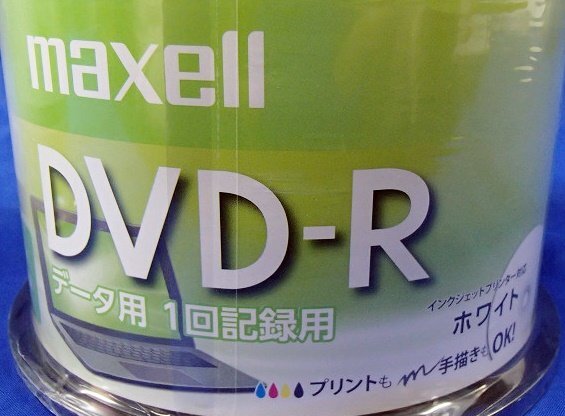 maxell
DVD-R
データ用 1回記録用
インクジェットプリンター対応
ホワイト
プリントも 手描きも OK!